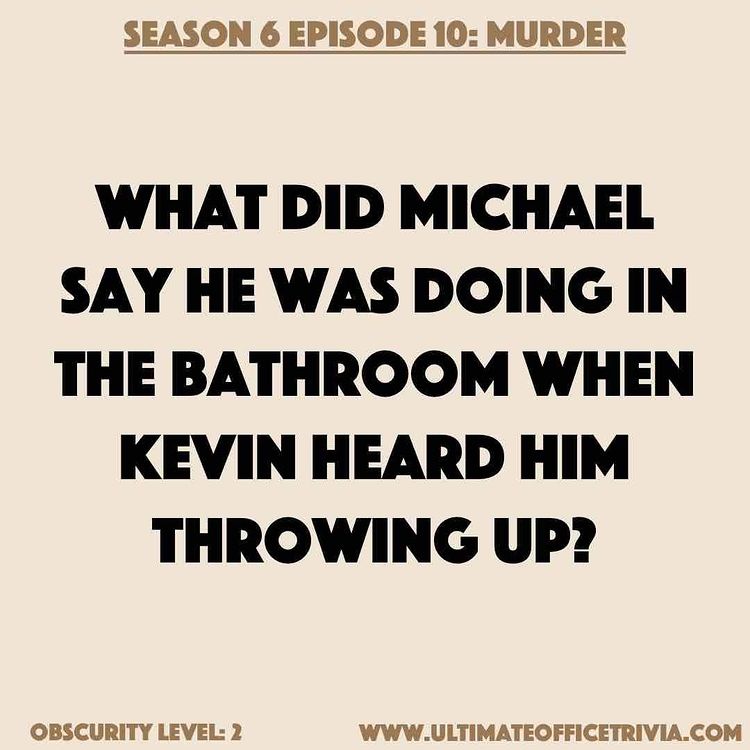 SEASON 6 EPISODE 10: MURDER
WHAT DID MICHAEL
SAY HE WAS DOING IN
THE BATHROOM WHEN
KEVIN HEARD HIM
THROWING UP?
OBSCURITY LEVEL: 2
WWW.ULTIMATEOFFICETRIVIA.COM